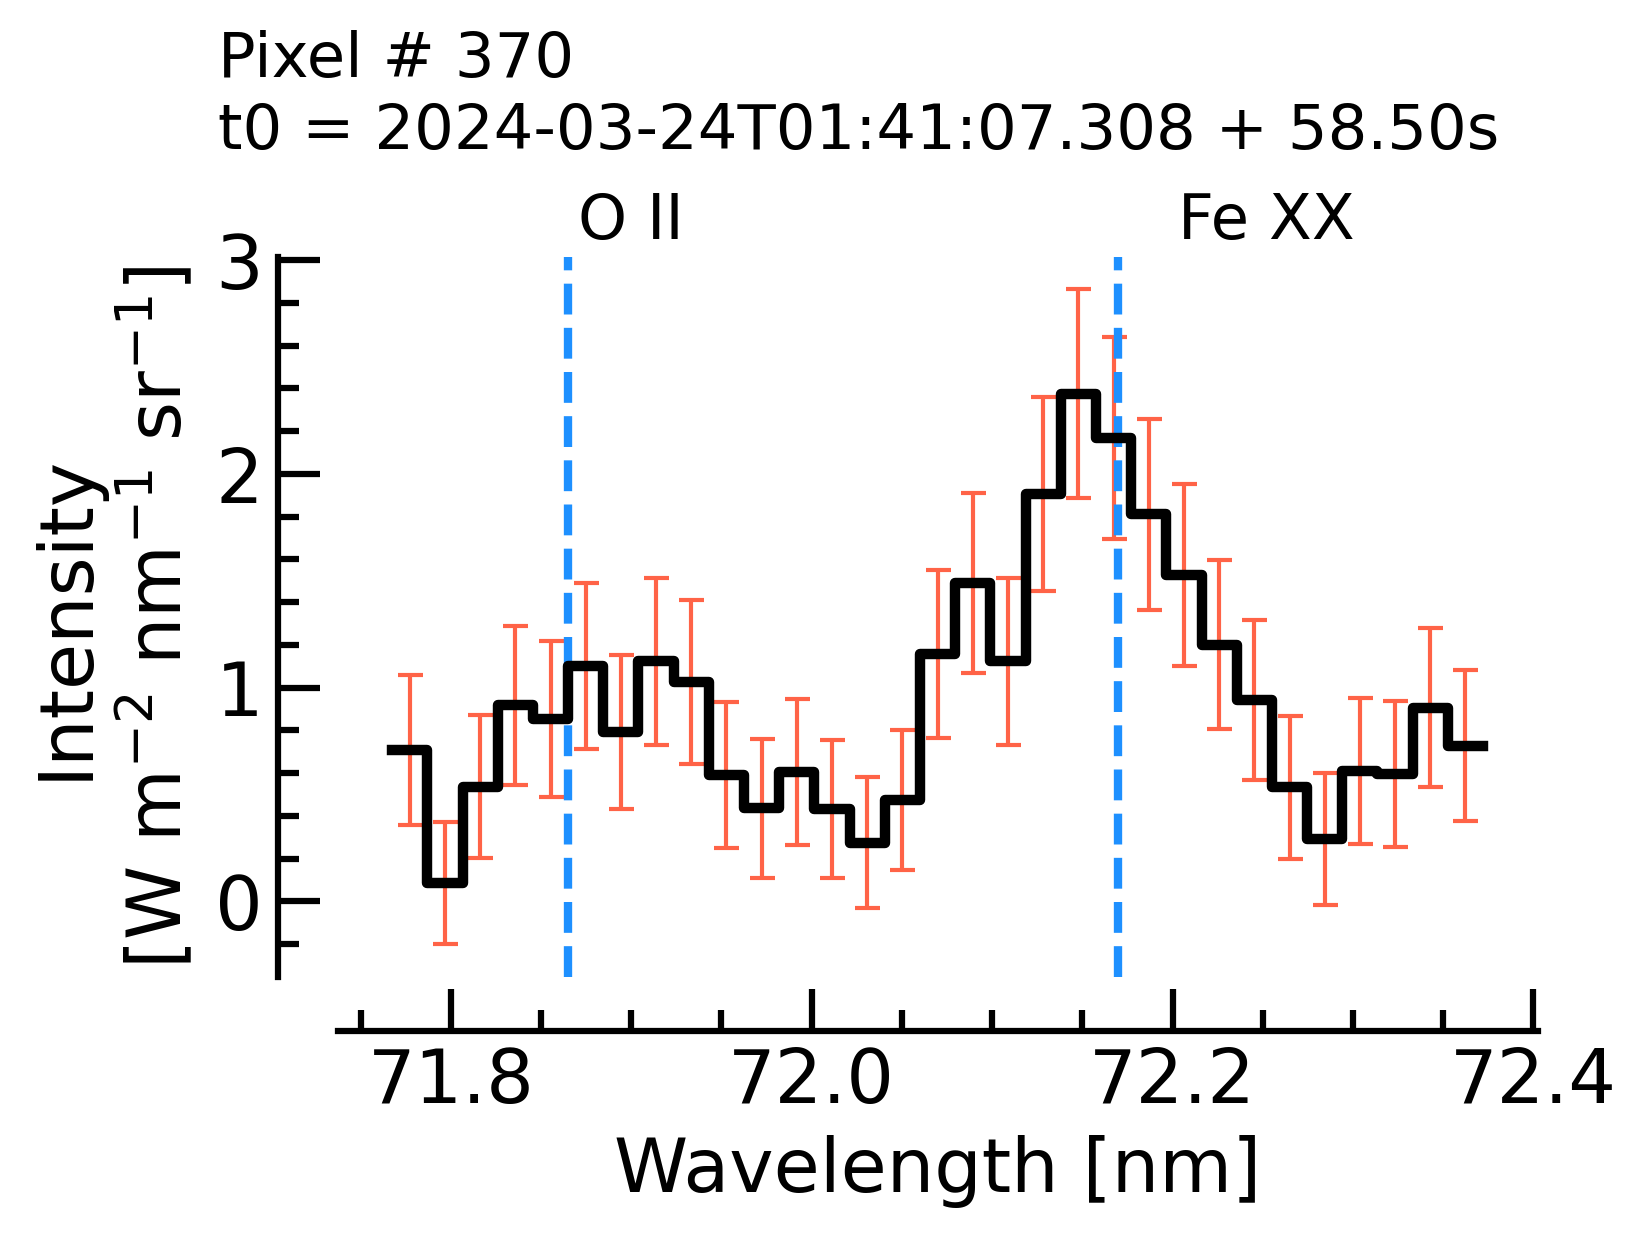 Pixel # 370
t0 = 2024-03-24T01:41:07.308 + 58.50s
O II
Fe XX
Intensity
[W m⁻² nm⁻¹ sr⁻¹]
3
2
1
0
71.8
72.0
72.2
72.4
Wavelength [nm]